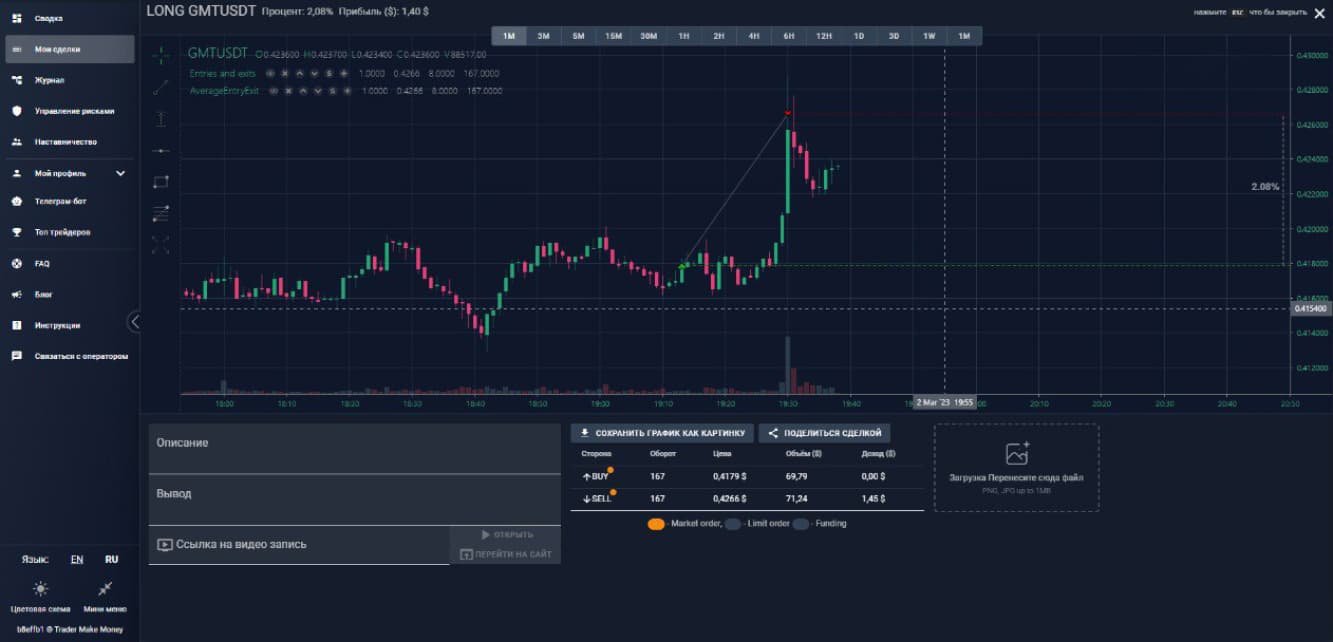 LONG GMTUSDT Процент: 2,08% Прибыль ($): 1,40 $
нажмите ESC что бы закрыть
Сводка
Мои сделки
Журнал
Управление рисками
Наставничество
Мой профиль
Телеграм-бот
Топ трейдеров
FAQ
Блог
Инструкции
Связаться с оператором
Язык: EN RU
Цветовая схема Мини меню
b8effb1 © Trader Make Money
1M 3M 5M 15M 30M 1H 2H 4H 6H 12H 1D 3D 1W 1M
GMTUSDT O0.423600 H0.423700 L0.423400 C0.423600 V88517.00
Entries and exits 1.0000 0.4266 8.0000 167.0000
AverageEntryExit 1.0000 0.4266 8.0000 167.0000
0.430000
0.428000
0.426000
0.424000
2.08%
0.422000
0.420000
0.418000
0.416000
0.415400
0.414000
0.412000
18:00 18:10 18:20 18:30 18:40 18:50 19:00 19:10 19:20 19:30 19:40 2 Mar '23 19:55 20:10 20:20 20:30 20:40 20:50
Описание
Вывод
Ссылка на видео запись
ОТКРЫТЬ
ПЕРЕЙТИ НА САЙТ
СОХРАНИТЬ ГРАФИК КАК КАРТИНКУ ПОДЕЛИТЬСЯ СДЕЛКОЙ
Сторона Оборот Цена Объём ($) Доход ($)
BUY 167 0,4179 $ 69,79 0,00 $
SELL 167 0,4266 $ 71,24 1,45 $
- Market order, - Limit order - Funding
Загрузка Перенесите сюда файл
PNG, JPG up to 1MB